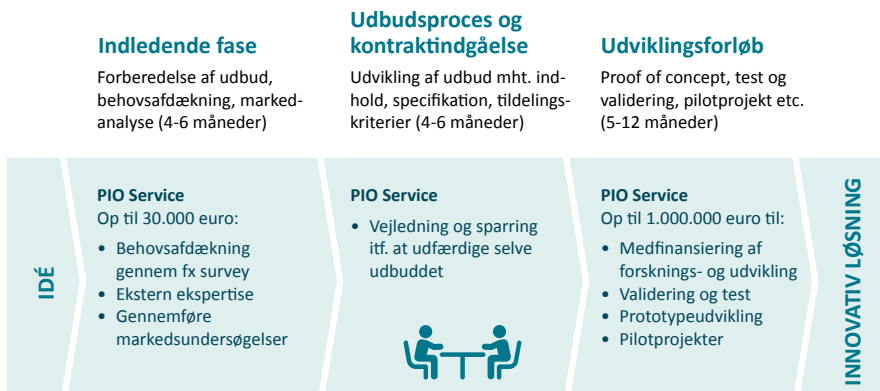 Indledende fase
Forberedelse af udbud,
behovsafdækning, marked-
analyse (4-6 måneder)
Udbudsproces og
kontraktindgåelse
Udvikling af udbud mht. ind-
hold, specifikation, tildelings-
kriterier (4-6 måneder)
Udviklingsforløb
Proof of concept, test og
validering, pilotprojekt etc.
(5-12 måneder)
IDÉ
PIO Service
Op til 30.000 euro:
• Behovsafdækning
gennem fx survey
• Ekstern ekspertise
• Gennemføre
markedsundersøgelser
PIO Service
• Vejledning og sparring
itf. at udfærdige selve
udbuddet
PIO Service
Op til 1.000.000 euro til:
• Medfinansiering af
forsknings- og udvikling
• Validering og test
• Prototypeudvikling
• Pilotprojekter
INNOVATIV LØSNING